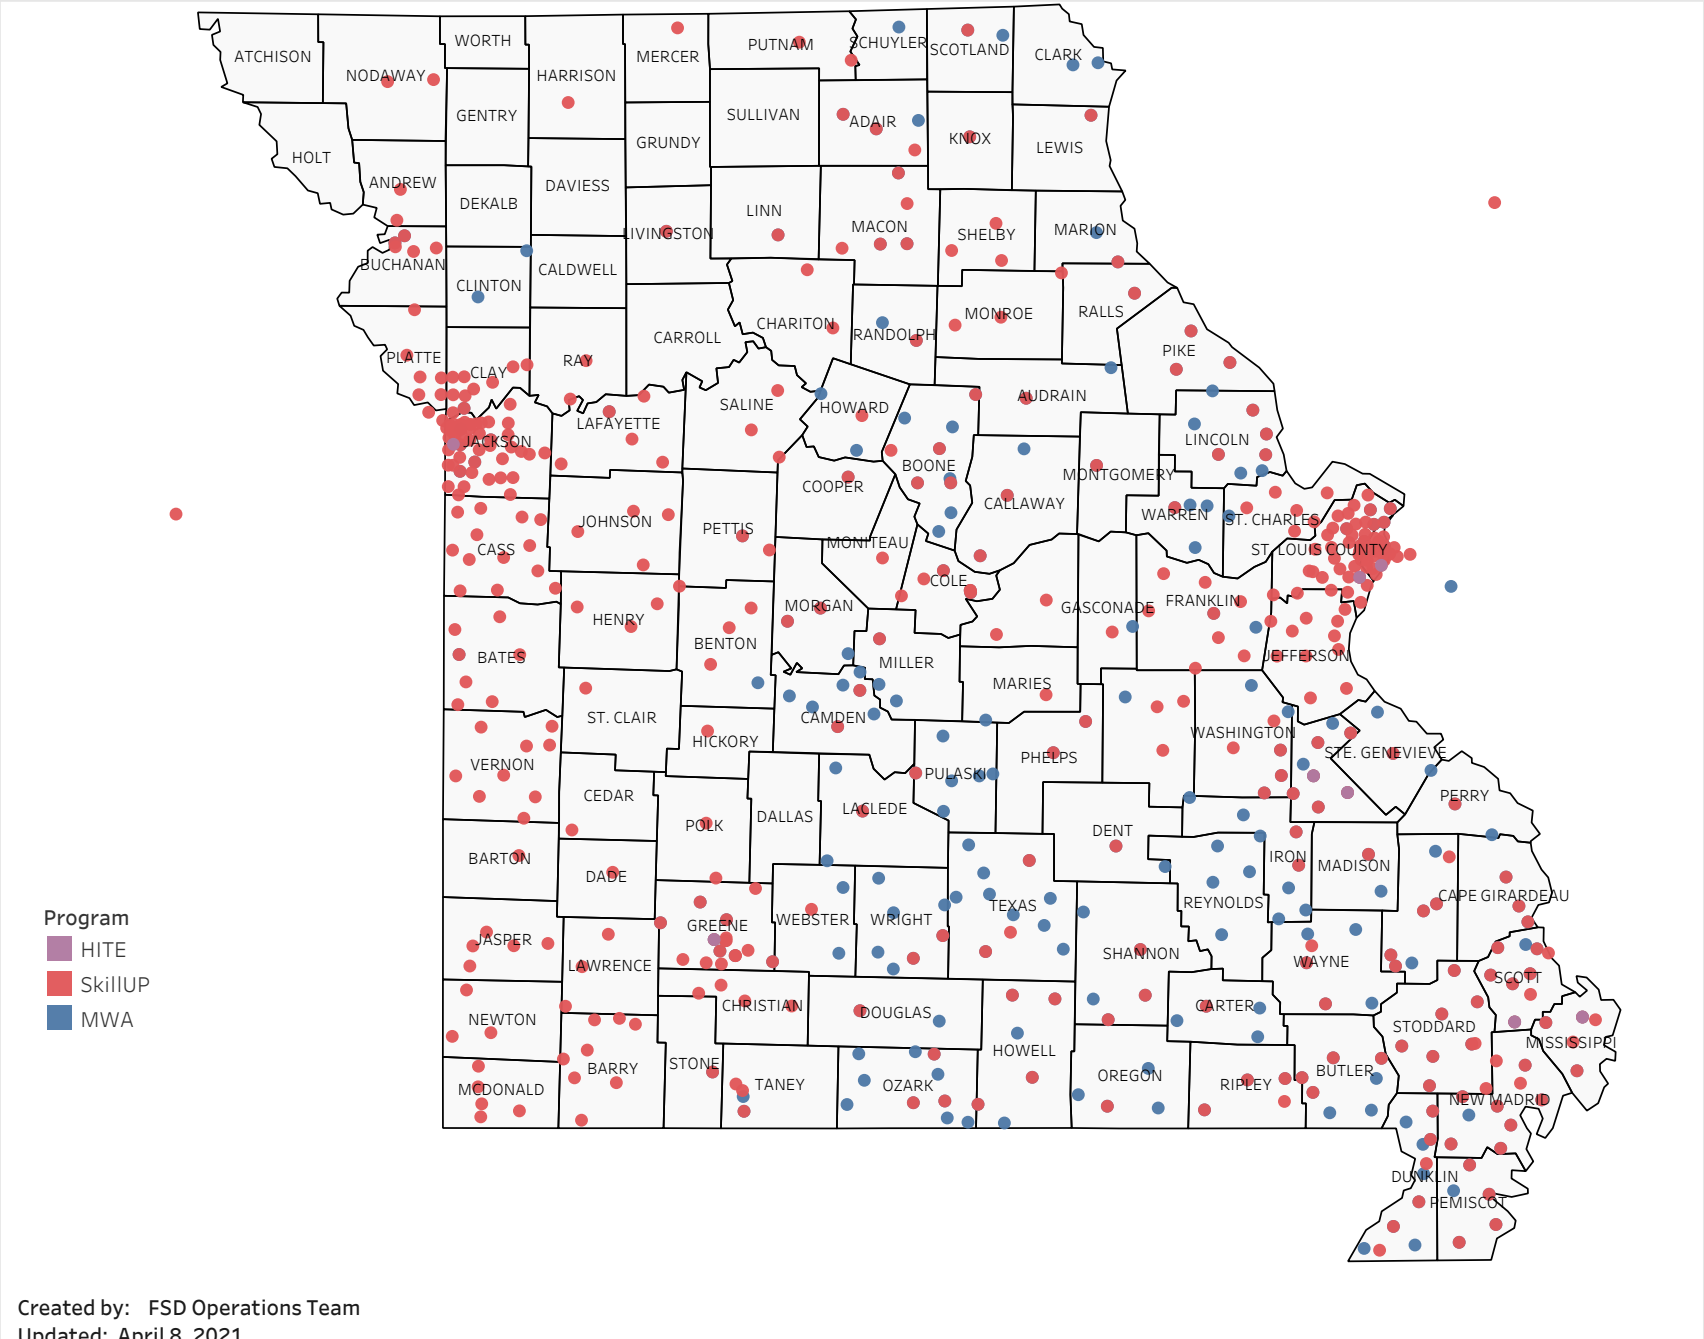 WORTH
SCHUYLER
PUTNAM
SCOTLAND
ATCHISON
MERCER
CLARK
NODAWAY
HARRISON
GENTRY
SULLIVAN
ADAIR
KNOX
GRUNDY
LEWIS
HOLT
ANDREW
DAVIESS
DEKALB
LINN
MACON
MARION
LIVINGSTON
SHELBY
BUCHANAN
CALDWELL
CLINTON
RALLS
MONROE
CHARITON
RANDOLPH
CARROLL
PIKE
PLATTE
RAY
CLAY
AUDRAIN
SALINE
HOWARD
LAFAYETTE
LINCOLN
JACKSON
BOONE
MONTGOMERY
COOPER
CALLAWAY
WARREN
ST. CHARLES
JOHNSON
PETTIS
MONITEAU
CASS
ST. LOUIS COUNTY
COLE
FRANKLIN
MORGAN
GASCONADE
HENRY
BENTON
JEFFERSON
BATES
MILLER
MARIES
ST. CLAIR
CAMDEN
WASHINGTON
HICKORY
STE. GENEVIEVE
PHELPS
VERNON
PULASKI
CEDAR
PERRY
LACLEDE
DALLAS
POLK
DENT
BARTON
IRON
MADISON
DADE
CAPE GIRARDEAU
REYNOLDS
TEXAS
WEBSTER
WRIGHT
GREENE
JASPER
SHANNON
WAYNE
LAWRENCE
SCOTT
CHRISTIAN
CARTER
DOUGLAS
NEWTON
STODDARD
MISSISSIPPI
HOWELL
STONE
BARRY
BUTLER
OREGON
TANEY
RIPLEY
OZARK
MCDONALD
NEW MADRID
DUNKLIN
PEMISCOT
Program
HITE
SkillUP
MWA
Created by: FSD Operations Team
Updated: April 8, 2021